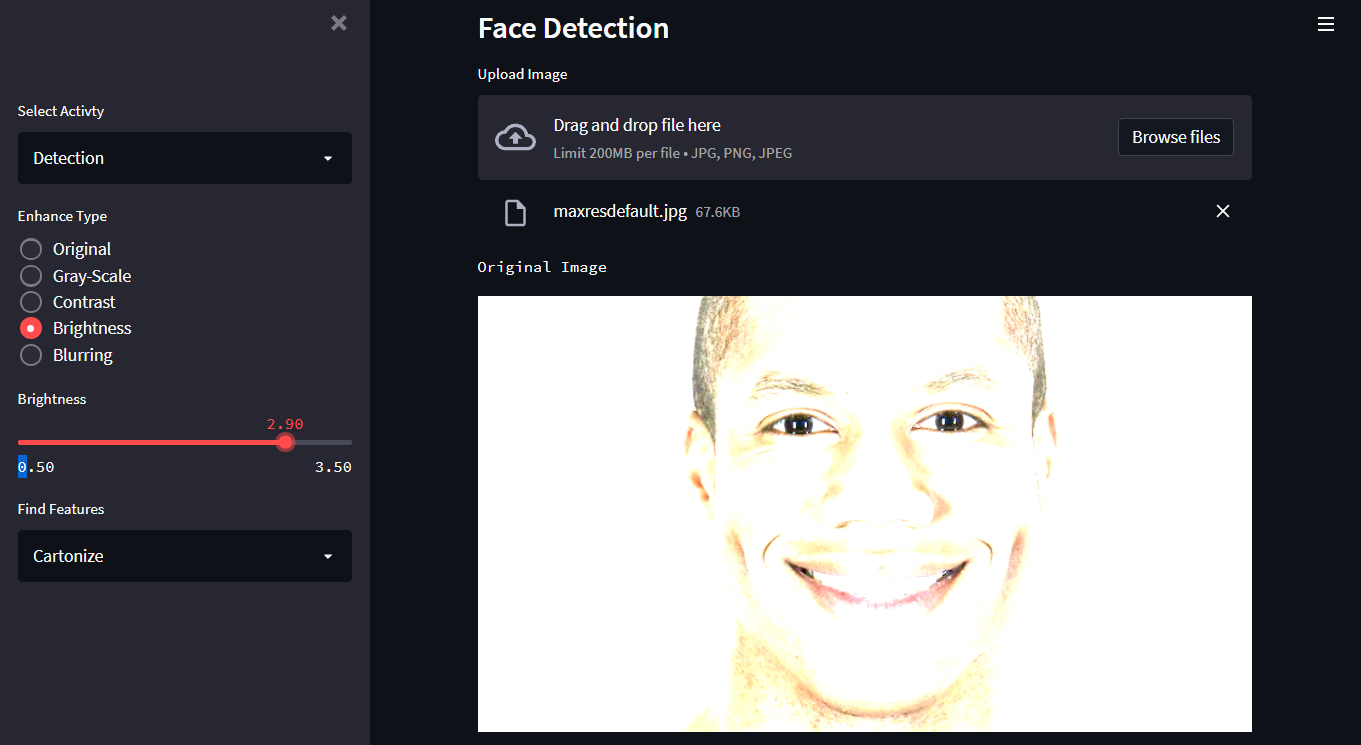 Select Activty
Detection
Enhance Type
Original
Gray-Scale
Contrast
Brightness
Blurring
Brightness
2.90
0.50 3.50
Find Features
Cartonize
Face Detection
Upload Image
Drag and drop file here
Limit 200MB per file • JPG, PNG, JPEG
Browse files
maxresdefault.jpg 67.6KB
Original Image